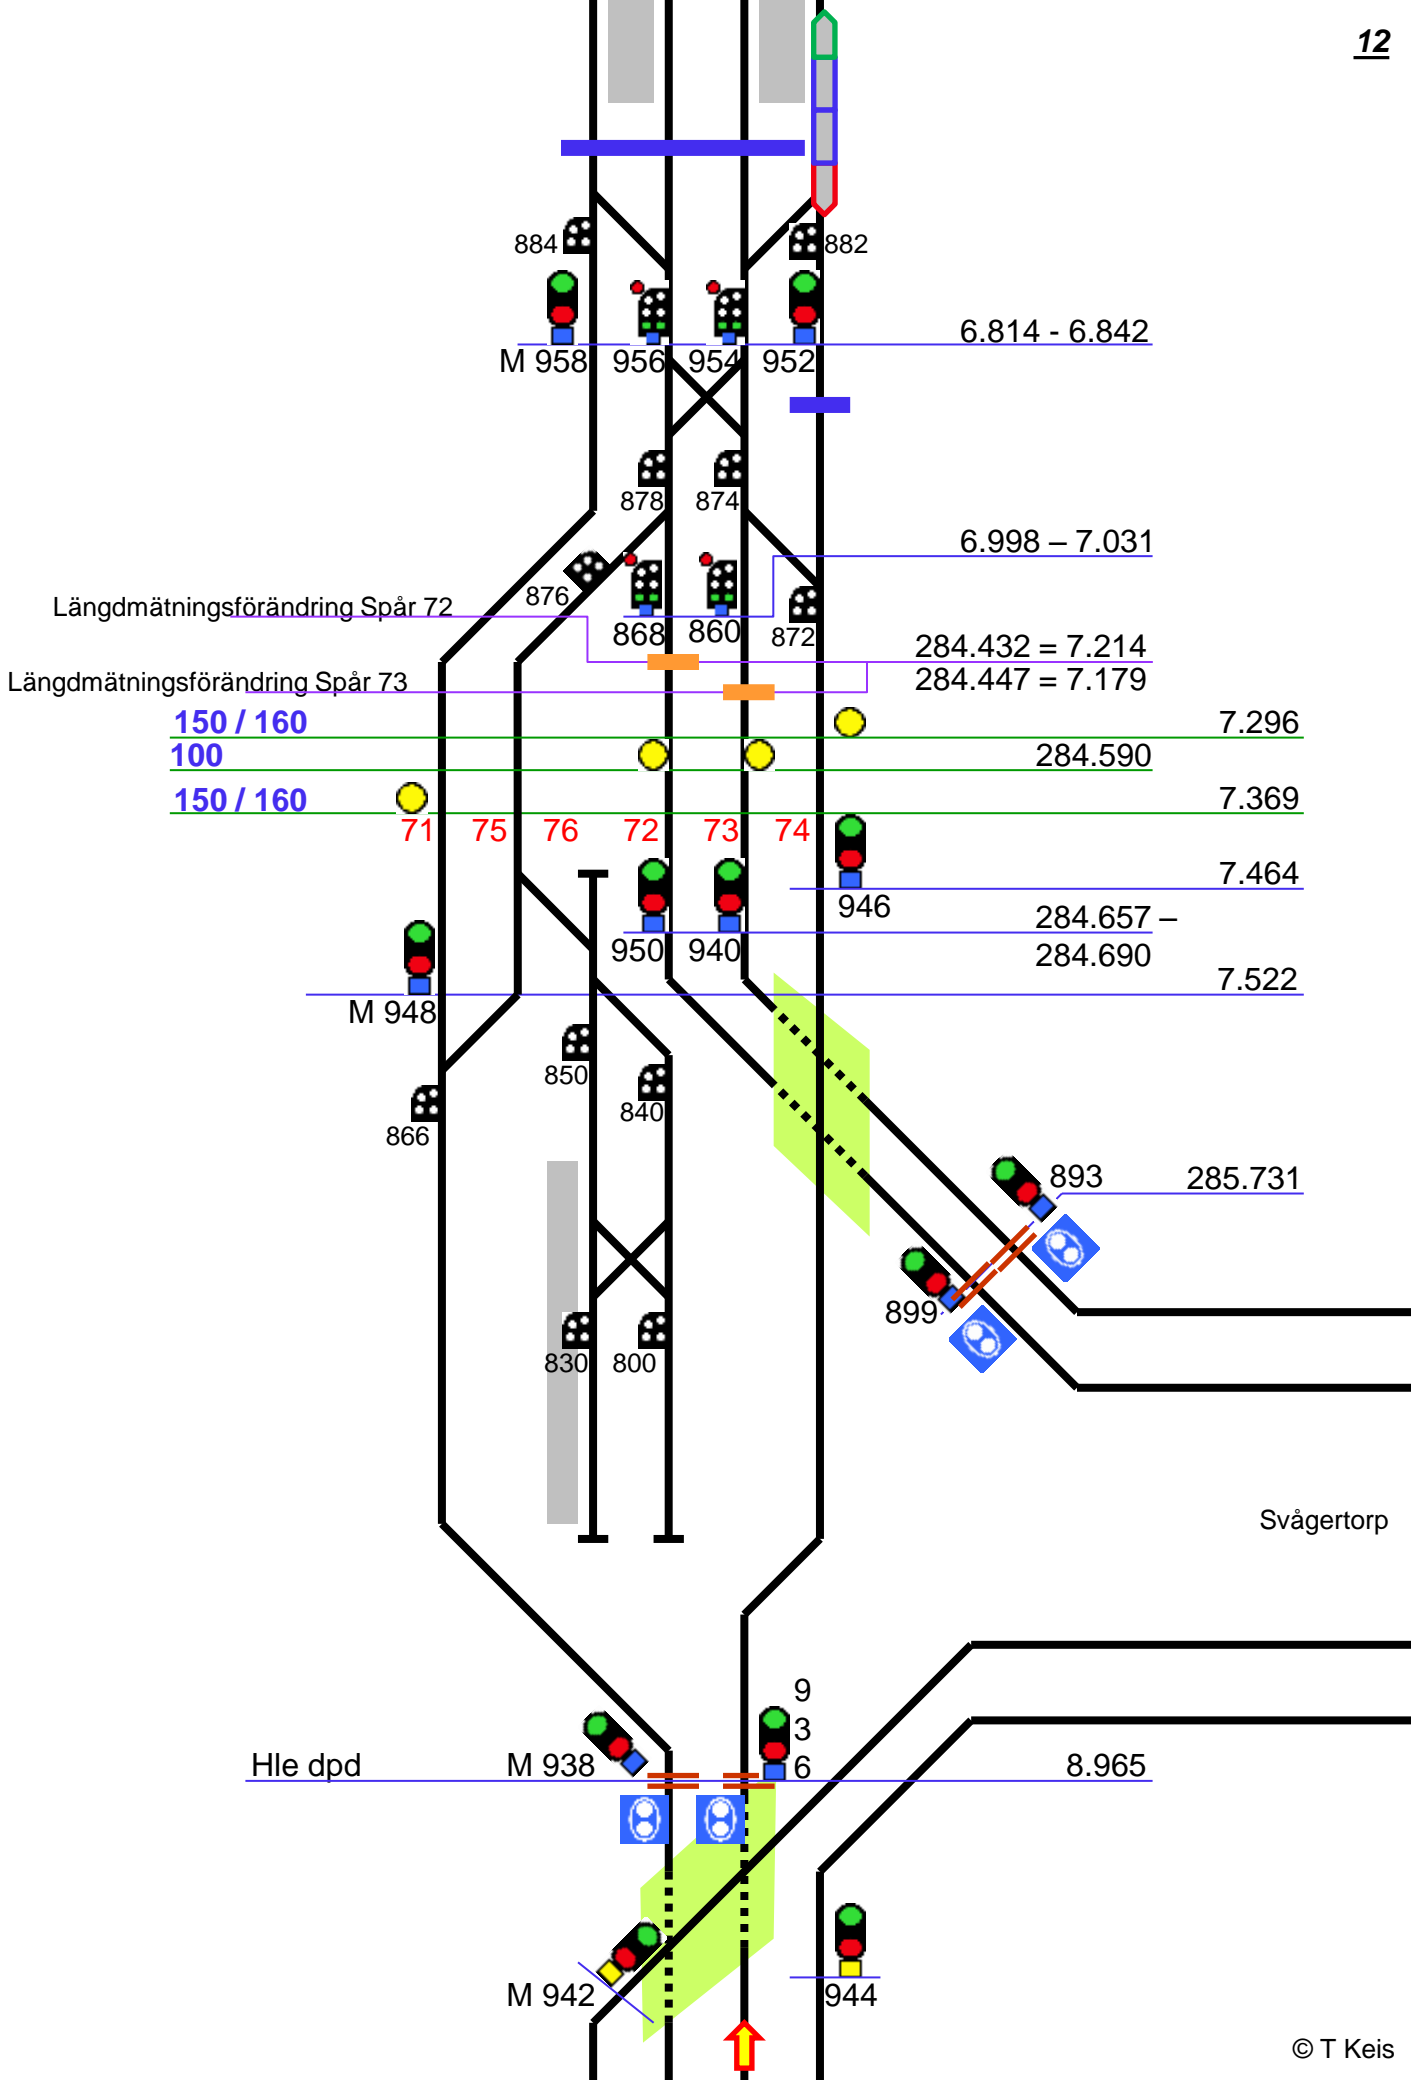 12
884
882
6.814 - 6.842
M 958
956
954
952
878
874
6.998 – 7.031
876
Längdmätningsförändring Spår 72
868
860
872
284.432 = 7.214
Längdmätningsförändring Spår 73
284.447 = 7.179
150 / 160
7.296
100
284.590
150 / 160
7.369
71
75
76
72
73
74
7.464
946
284.657 –
950
940
284.690
7.522
M 948
850
840
866
893
285.731
899
830
800
Svågertorp
9
3
6
Hle dpd
M 938
8.965
M 942
944
© T Keis